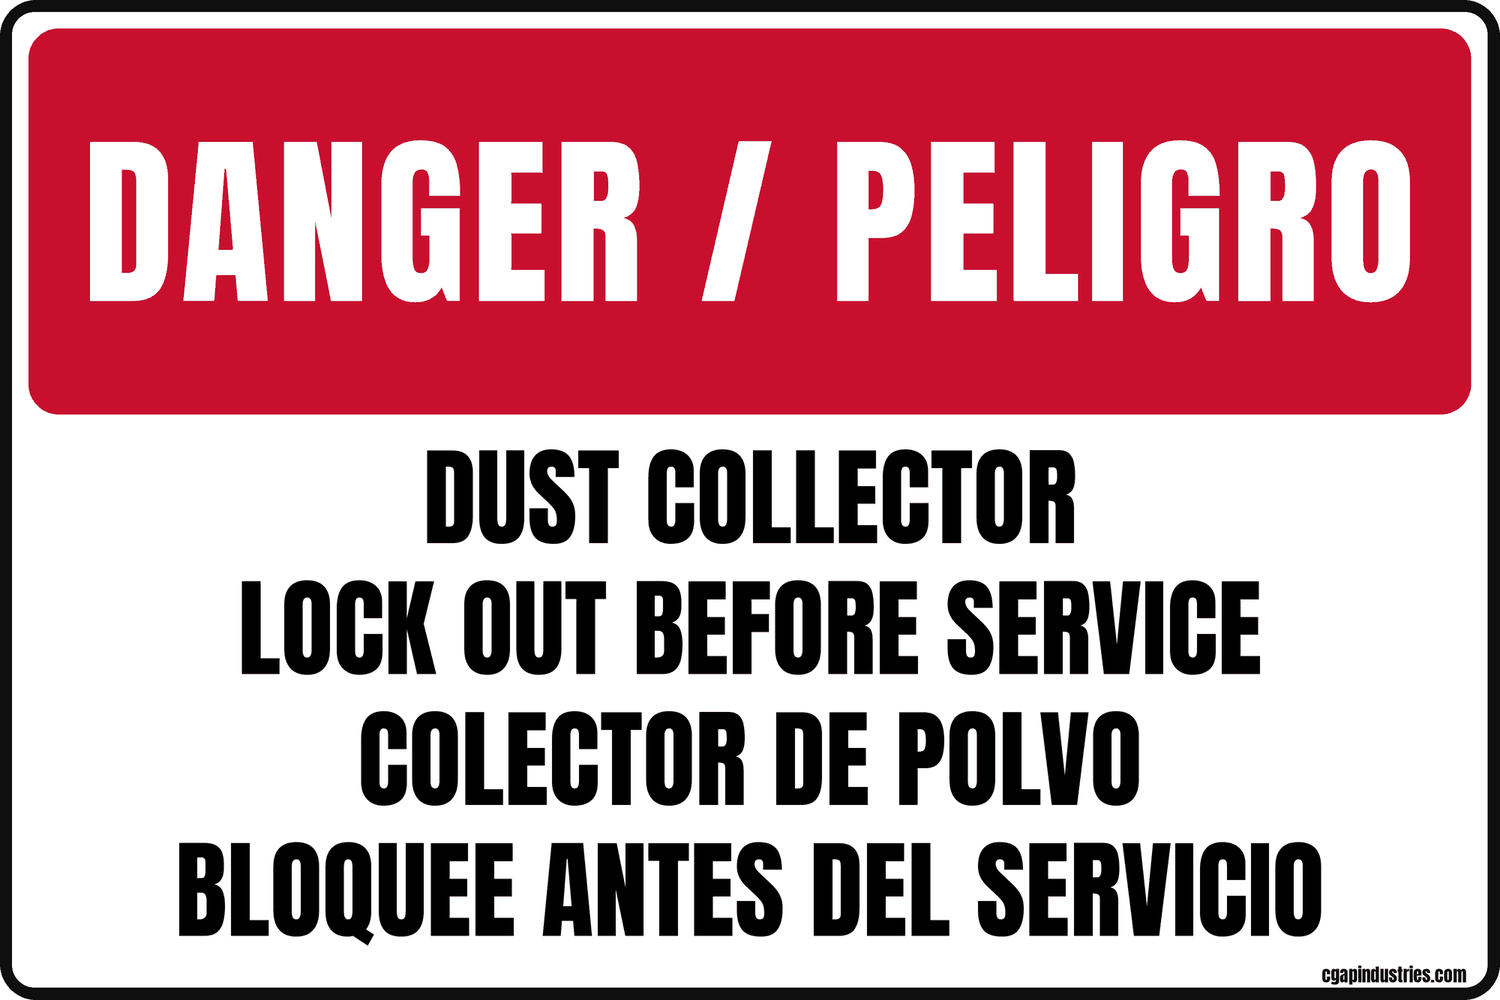 DANGER / PELIGRO
DUST COLLECTOR
LOCK OUT BEFORE SERVICE
COLECTOR DE POLVO
BLOQUEE ANTES DEL SERVICIO
cgapindustries.com